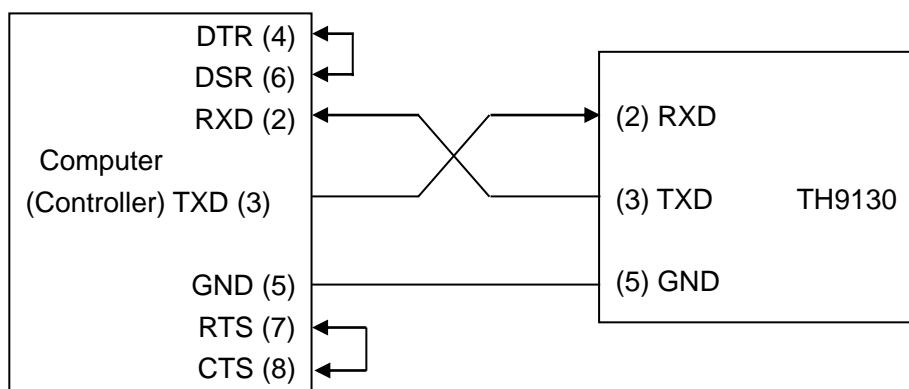 DTR (4)
DSR (6)
RXD (2)
Computer
(Controller) TXD (3)
GND (5)
RTS (7)
CTS (8)
(2) RXD
(3) TXD
TH9130
(5) GND